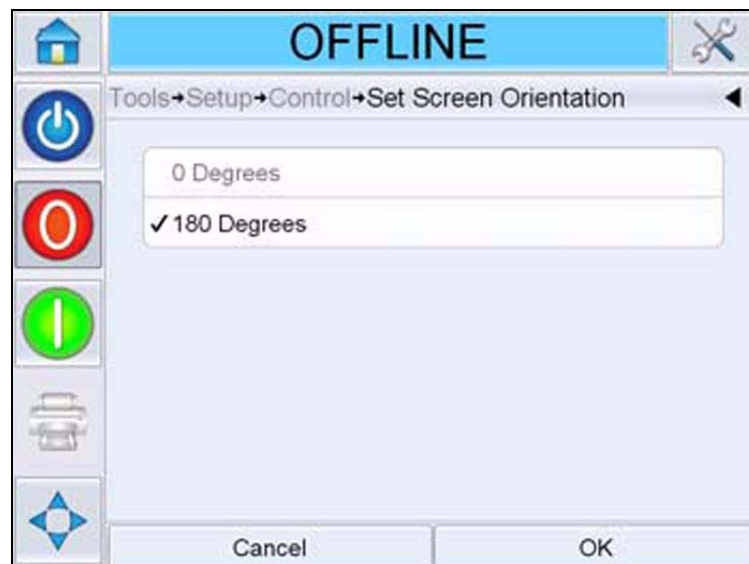 OFFLINE
Tools→Setup→Control→Set Screen Orientation
0 Degrees
✓180 Degrees
Cancel
OK